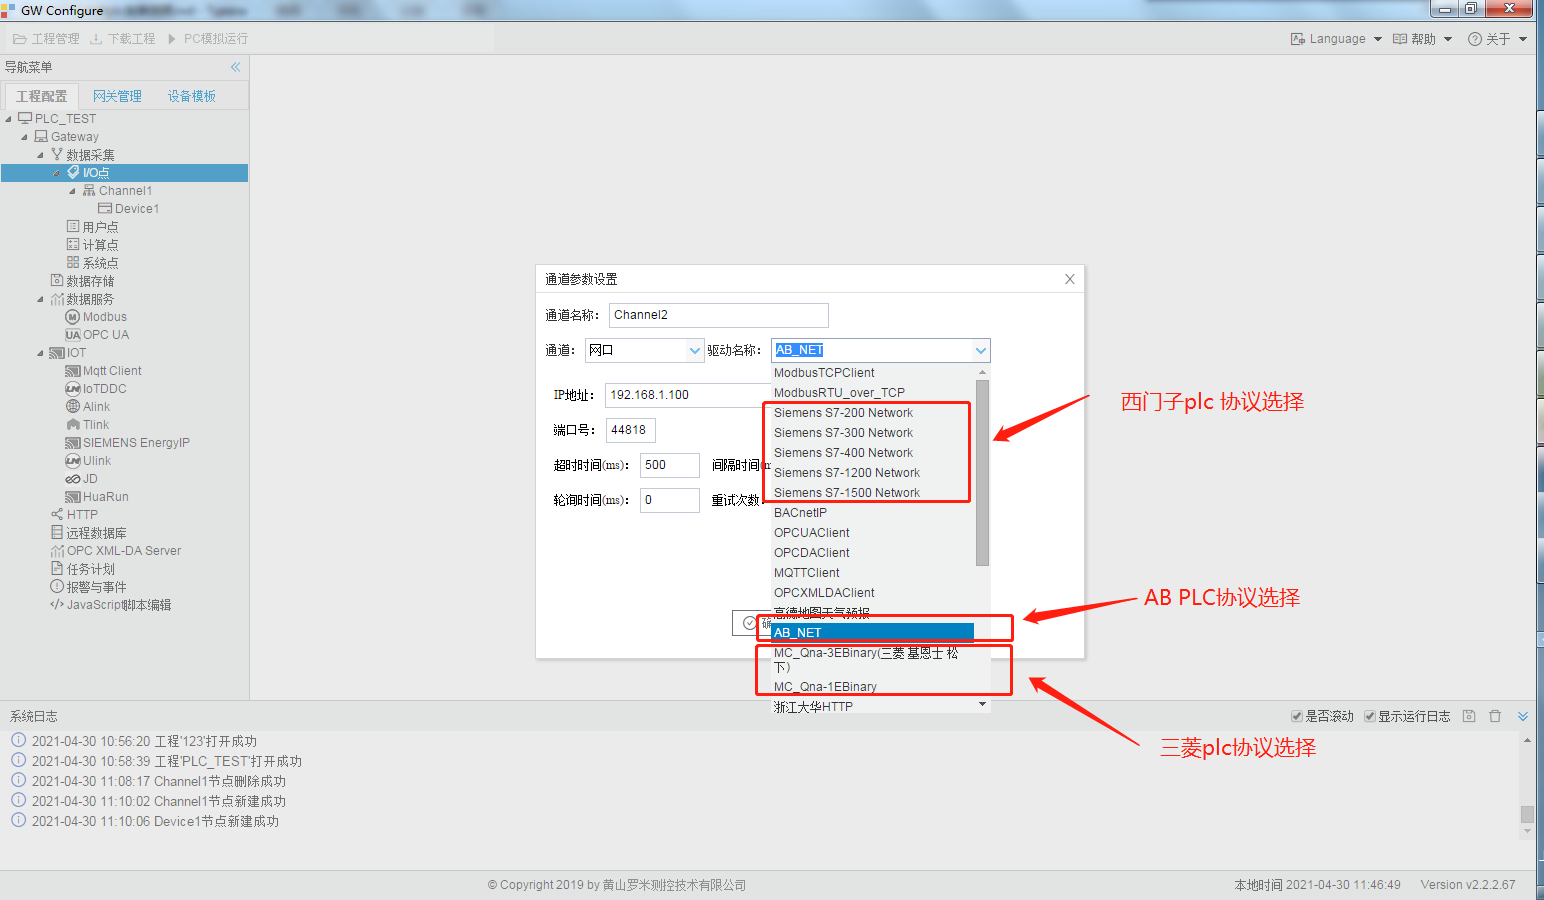 GW Configure
工程管理 下载工程 PC模拟运行
Language 帮助 关于
导航菜单
工程配置 网关管理 设备模板
PLC_TEST
Gateway
数据采集
I/O点
Channel1
Device1
用户点
计算点
系统点
数据存储
数据服务
Modbus
OPC UA
IOT
Mqtt Client
IoTDDC
Alink
Tlink
SIEMENS EnergyIP
Ulink
JD
HuaRun
HTTP
远程数据库
OPC XML-DA Server
任务计划
报警与事件
JavaScript脚本编辑
通道参数设置
通道名称: Channel2
通道: 网口 驱动名称: AB_NET
IP地址: 192.168.1.100
端口号: 44818
超时时间(ms): 500 间隔时间(m
轮询时间(ms): 0 重试次数:
ModbusTCPClient
ModbusRTU_over_TCP
Siemens S7-200 Network
Siemens S7-300 Network
Siemens S7-400 Network
Siemens S7-1200 Network
Siemens S7-1500 Network
BACnetIP
OPCUAClient
OPCDAClient
MQTTClient
OPCXMLDAClient
高德地图天气预报
AB_NET
MC_Qna-3EBinary(三菱 基恩士 松
下)
MC_Qna-1EBinary
浙江大华HTTP
西门子plc 协议选择
AB PLC协议选择
三菱plc协议选择
系统日志
是否滚动 显示运行日志
2021-04-30 10:56:20 工程'123'打开成功
2021-04-30 10:58:39 工程'PLC_TEST'打开成功
2021-04-30 11:08:17 Channel1节点删除成功
2021-04-30 11:10:02 Channel1节点新建成功
2021-04-30 11:10:06 Device1节点新建成功
© Copyright 2019 by 黄山罗米测控技术有限公司
本地时间 2021-04-30 11:46:49 Version v2.2.2.67